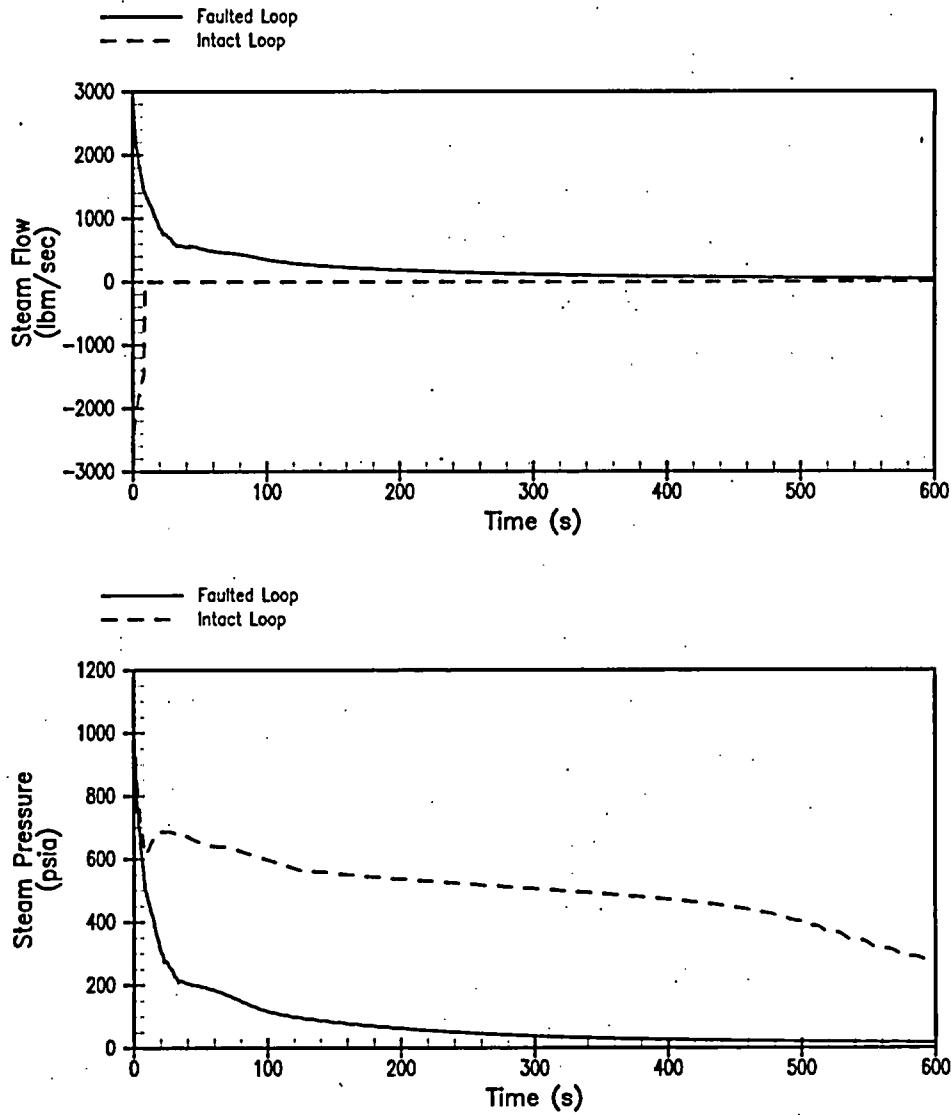 Faulted Loop
Intact Loop
3000
2000
1000
0
-1000
-2000
-3000
Steam Flow
(lbm/sec)
0 100 200 300 400 500 600
Time (s)
Faulted Loop
Intact Loop
1200
1000
800
600
400
200
0
Steam Pressure
(psia)
0 100 200 300 400 500 600
Time (s)